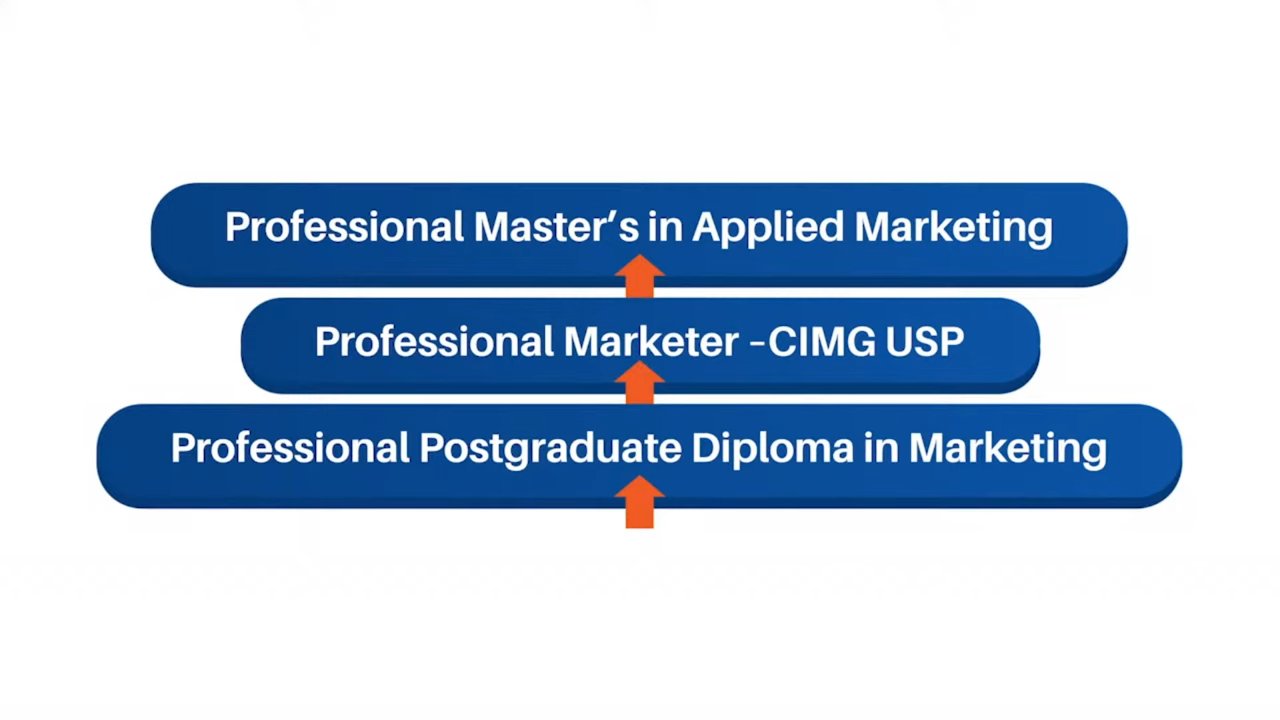 Professional Master’s in Applied Marketing
Professional Marketer –CIMG USP
Professional Postgraduate Diploma in Marketing